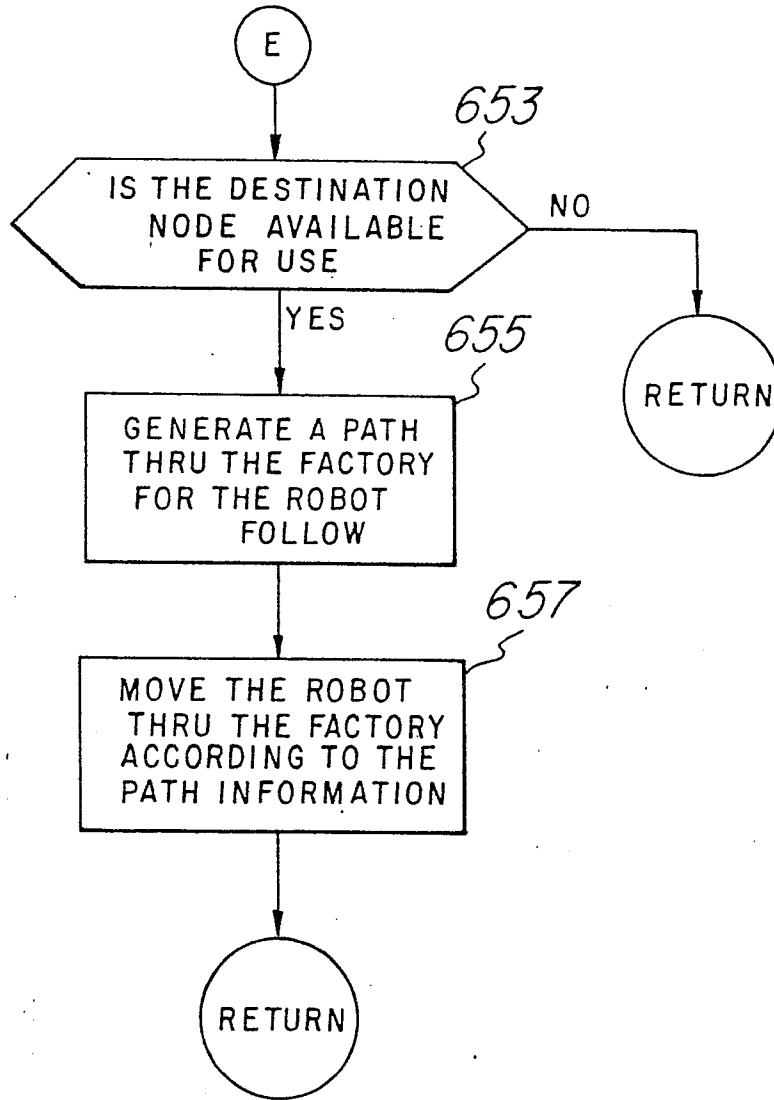 E
653
IS THE DESTINATION
NODE AVAILABLE
FOR USE
NO
YES
RETURN
655
GENERATE A PATH
THRU THE FACTORY
FOR THE ROBOT
FOLLOW
657
MOVE THE ROBOT
THRU THE FACTORY
ACCORDING TO THE
PATH INFORMATION
RETURN